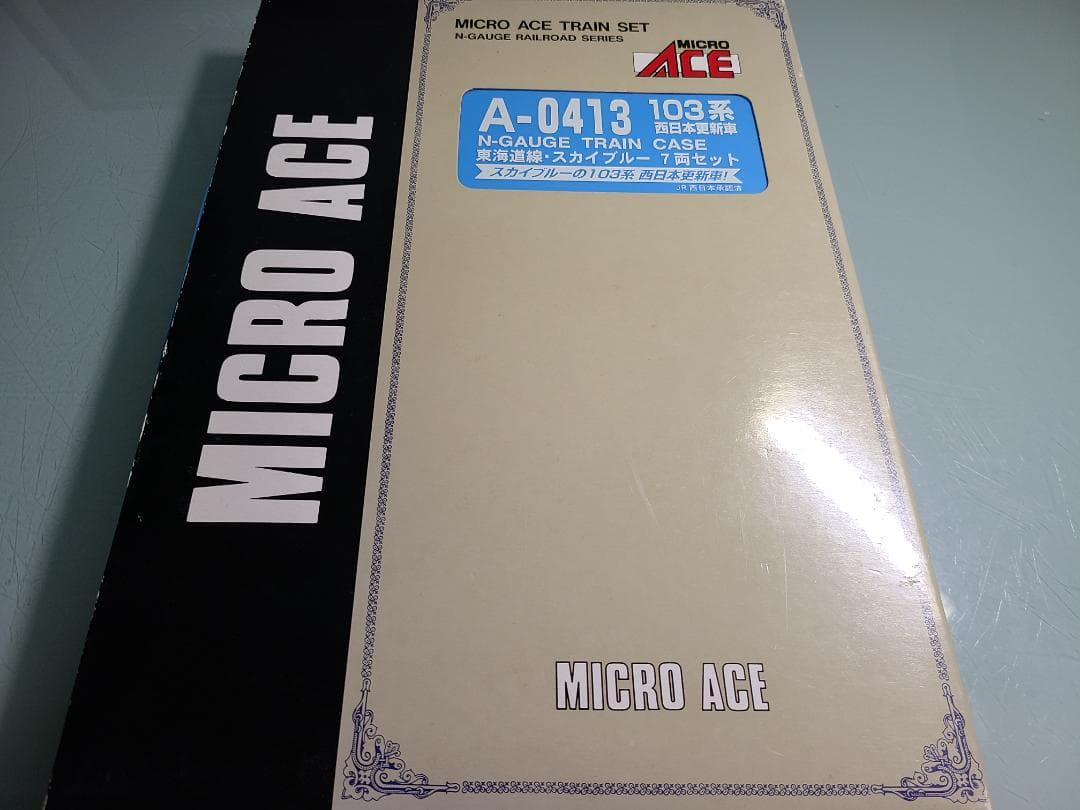 MICRO ACE
MICRO ACE TRAIN SET
N-GAUGE RAILROAD SERIES
MICRO
ACE
A-0413 103系
西日本更新車
N-GAUGE TRAIN CASE
東海道線・スカイブルー 7両セット
スカイブルーの103系 西日本更新車!
JR西日本承認済
MICRO ACE